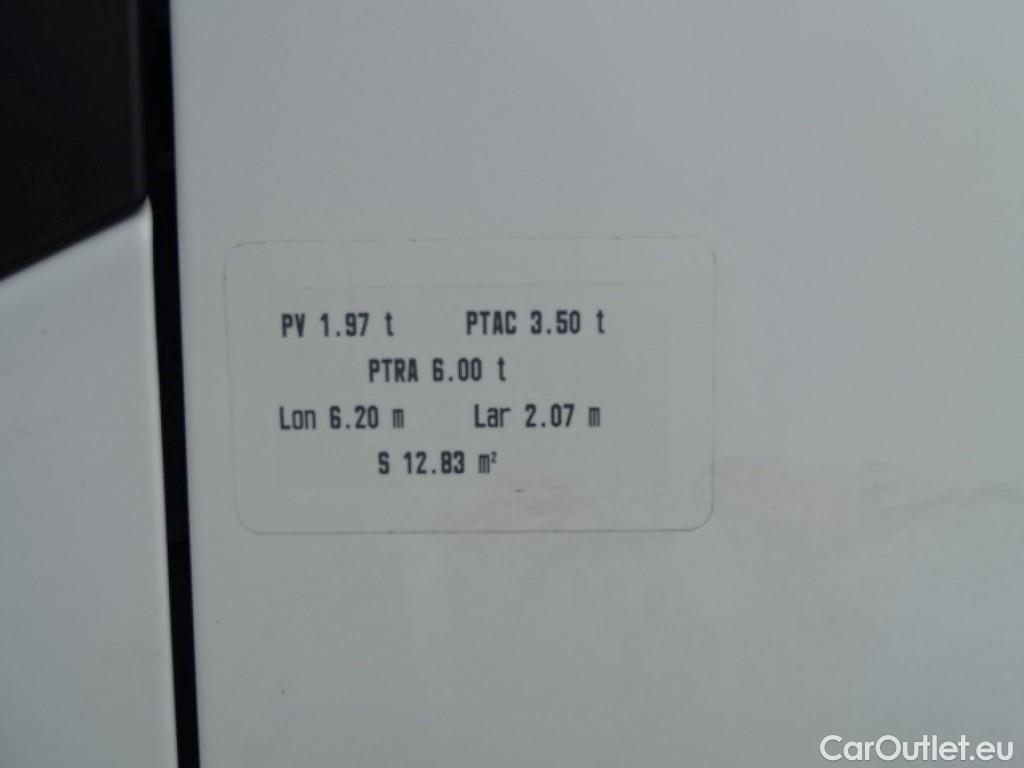 PV 1.97 t PTAC 3.50 t
PTRA 6.00 t
Lon 6.20 m Lar 2.07 m
S 12.83 m²
CarOutlet.eu